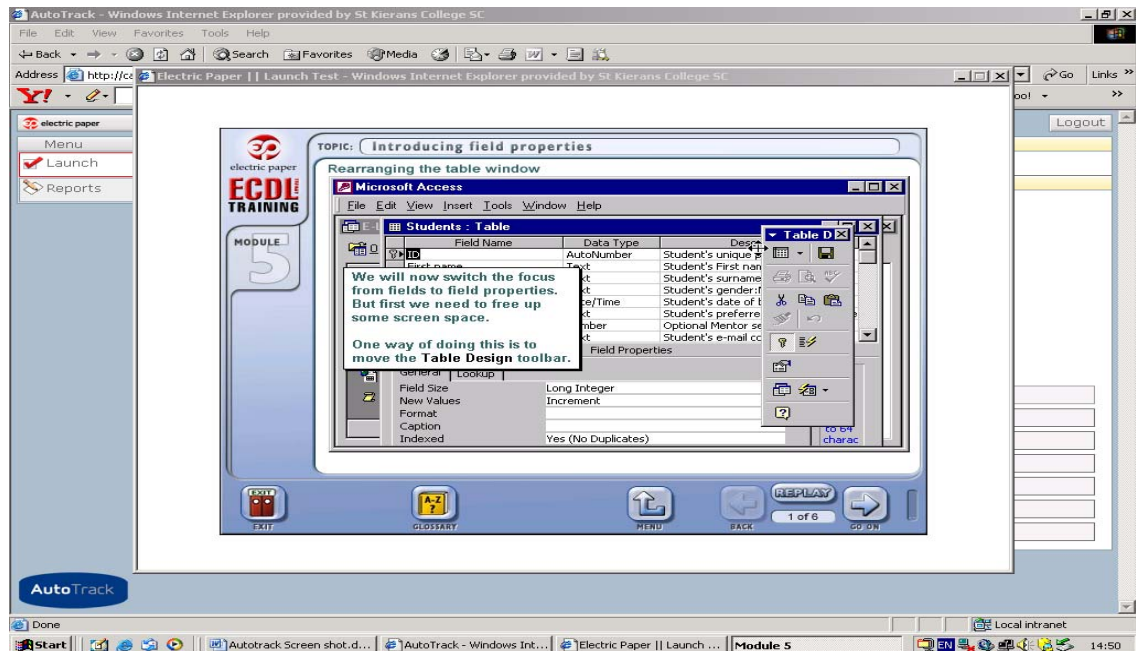 AutoTrack - Windows Internet Explorer provided by St Kierans College SC
File Edit View Favorites Tools Help
Back Search Favorites Media
Address http://ca Go Links »
Electric Paper || Launch Test - Windows Internet Explorer provided by St Kierans College SC
Y! oo! »
electric paper
Logout
Menu
Launch
Reports
electric paper
ECDL
TRAINING
MODULE
5
TOPIC: Introducing field properties
Rearranging the table window
Microsoft Access
File Edit View Insert Tools Window Help
Students : Table
Table D
Field Name Data Type
ID AutoNumber Student's unique
First name Text Student's First nan
Student's surname
Student's gender:
Student's date of
Student's preferre
Optional Mentor se
Student's e-mail
We will now switch the focus
from fields to field properties.
But first we need to free up
some screen space.
One way of doing this is to
move the Table Design toolbar.
Field Properties
General Lookup
Field Size Long Integer
New Values Increment
Format
Caption
Indexed Yes (No Duplicates)
to 64
charac
EXIT
EXIT
A-Z
?
GLOSSARY
MENU
BACK
REPLAY
1 of 6
GO ON
AutoTrack
Done
Local intranet
Start Autotrack Screen shot.d... AutoTrack - Windows Int... Electric Paper || Launch ... Module 5 EN 14:50